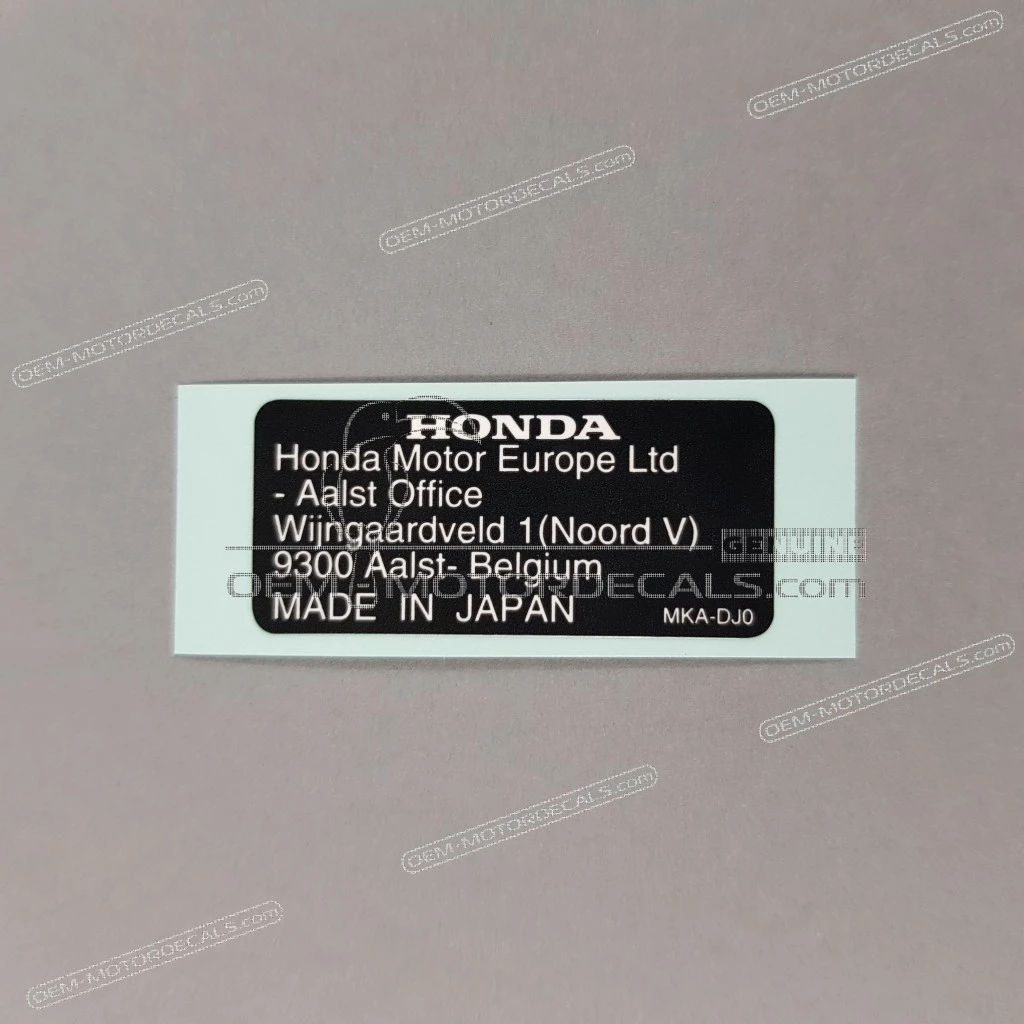 OEM-MOTORDECALS.com
OEM-MOTORDECALS.com
OEM-MOTORDECALS.com
HONDA
Honda Motor Europe Ltd
- Aalst Office
Wijngaardveld 1(Noord V)
GENUINE
9300 Aalst- Belgium
OEM-MOTORDECALS.com
MADE IN JAPAN
MKA-DJ0
OEM-MOTORDECALS.com
OEM-MOTORDECALS.com
OEM-MOTORDECALS.com